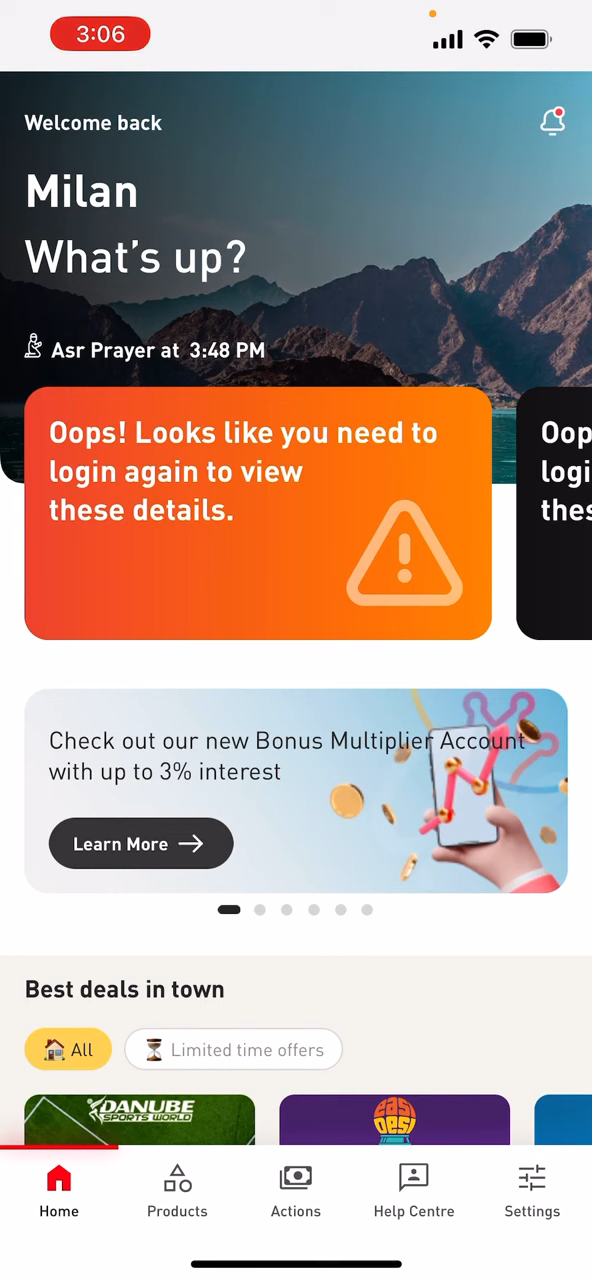 3:06
Welcome back
Milan
What's up?
Asr Prayer at 3:48 PM
Oops! Looks like you need to
login again to view
these details.
Oop
logi
thes
Check out our new Bonus Multiplier Account
with up to 3% interest
Learn More
Best deals in town
All
Limited time offers
DANUBE
SPORTS WORLD
east
Desi
Home
Products
Actions
Help Centre
Settings